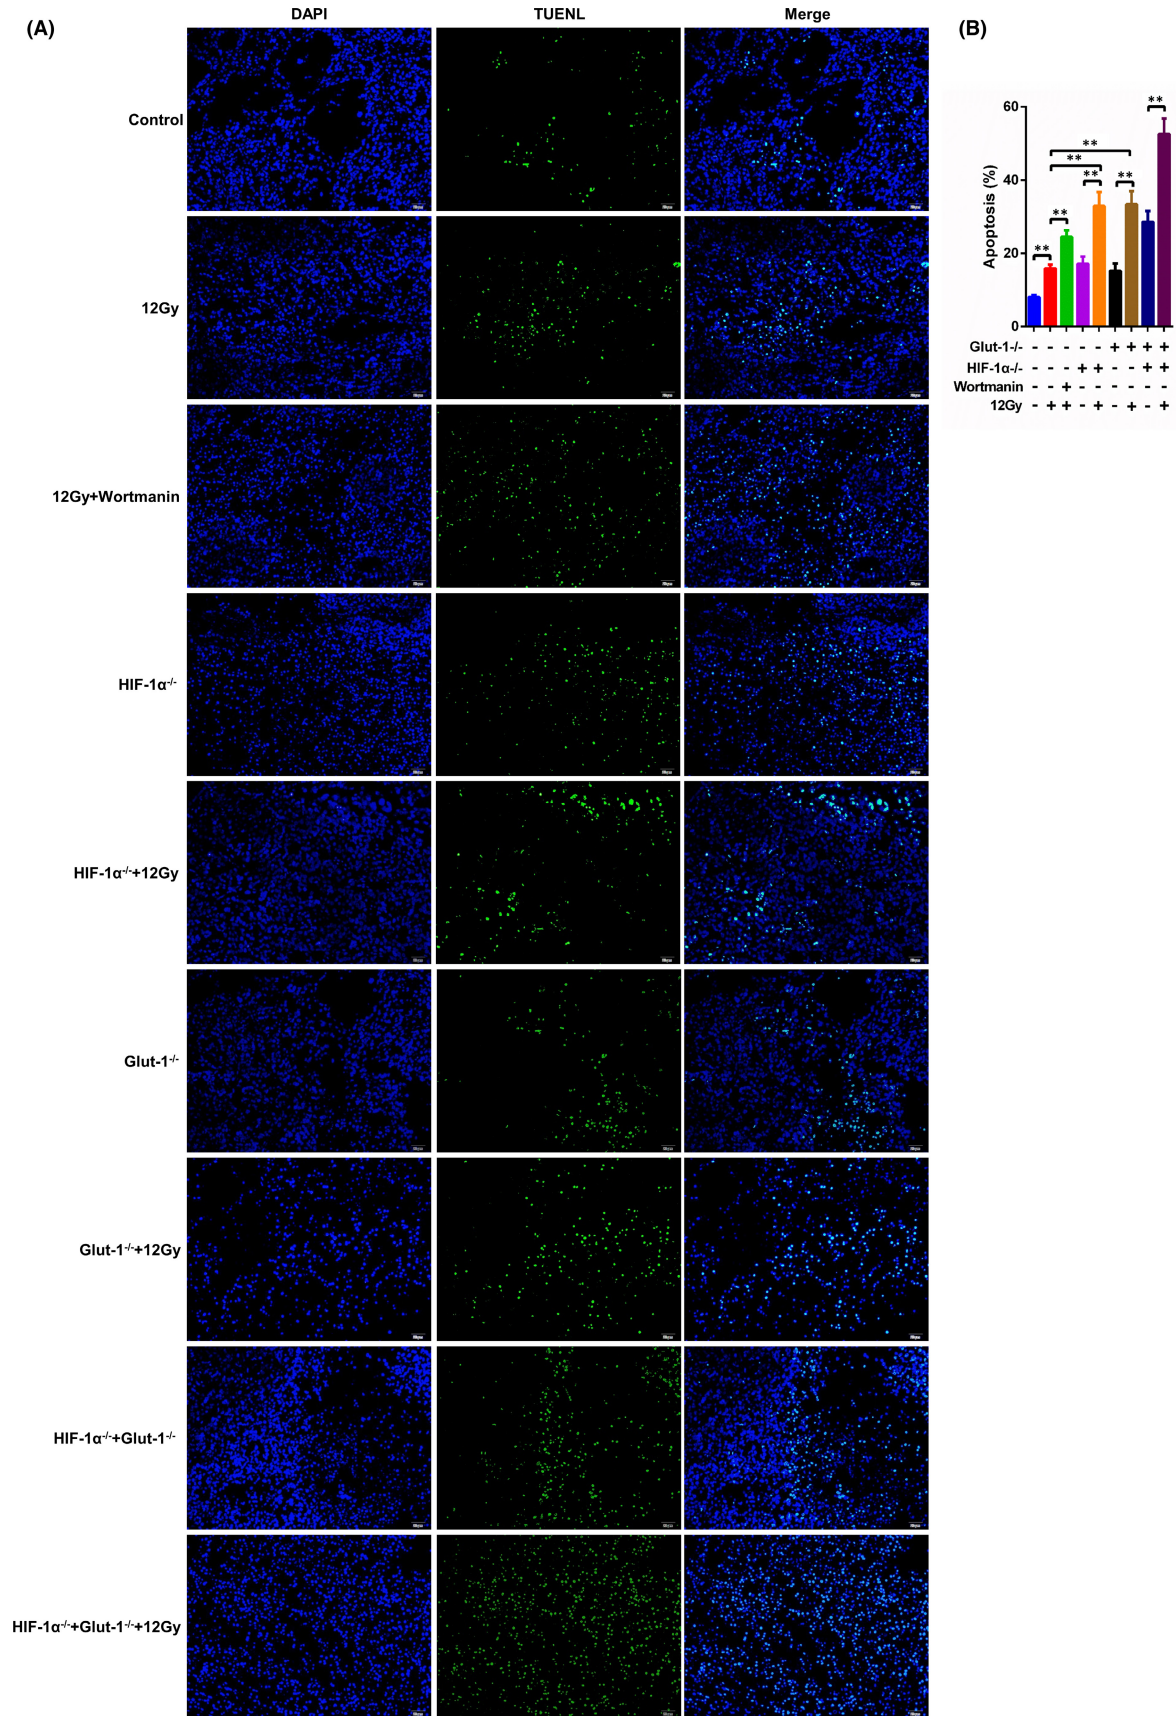 (A)
DAPI
TUENL
Merge
(B)
Control
12Gy
12Gy+Wortmanin
HIF-1α-/-
HIF-1α-/-+12Gy
Glut-1-/-
Glut-1-/-+12Gy
HIF-1α-/-+Glut-1-/-
HIF-1α-/-+Glut-1-/-+12Gy
Apoptosis (%)
60
40
20
0
** ** ** ** ** ** **
Glut-1-/- - - - - - + + + +
HIF-1α-/- - - - + + - - + +
Wortmanin - - + - - - - - -
12Gy - + + - + - + - +